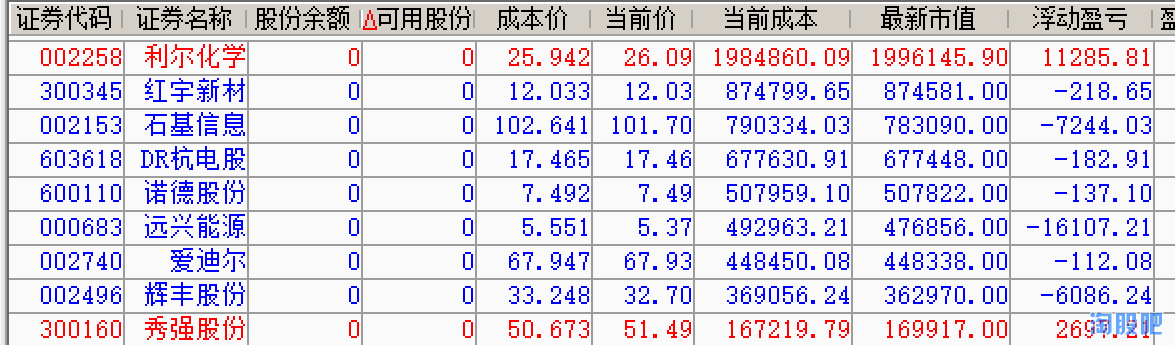 证券代码 证券名称 股份余额 △可用股份 成本价 当前价 当前成本 最新市值 浮动盈亏
002258 利尔化学 0 0 25.942 26.09 1984860.09 1996145.90 11285.81
300345 红宇新材 0 0 12.033 12.03 874799.65 874581.00 -218.65
002153 石基信息 0 0 102.641 101.70 790334.03 783090.00 -7244.03
603618 DR杭电股 0 0 17.465 17.46 677630.91 677448.00 -182.91
600110 诺德股份 0 0 7.492 7.49 507959.10 507822.00 -137.10
000683 远兴能源 0 0 5.551 5.37 492963.21 476856.00 -16107.21
002740 爱迪尔 0 0 67.947 67.93 448450.08 448338.00 -112.08
002496 辉丰股份 0 0 33.248 32.70 369056.24 362970.00 -6086.24
300160 秀强股份 0 0 50.673 51.49 167219.79 169917.00 2697.21
淘股吧